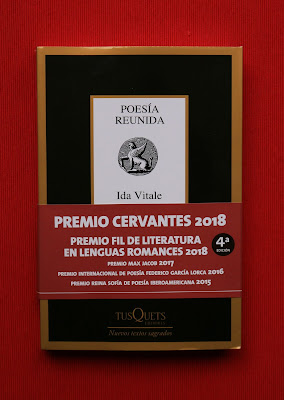 POESÍA
REUNIDA
Ida Vitale
PREMIO CERVANTES 2018
PREMIO FIL DE LITERATURA
EN LENGUAS ROMANCES 2018
4.ª
EDICIÓN
PREMIO MAX JACOB 2017
PREMIO INTERNACIONAL DE POESÍA FEDERICO GARCÍA LORCA 2016
PREMIO REINA SOFÍA DE POESÍA IBEROAMERICANA 2015
TUSQUETS
EDITORES
Nuevos textos sagrados